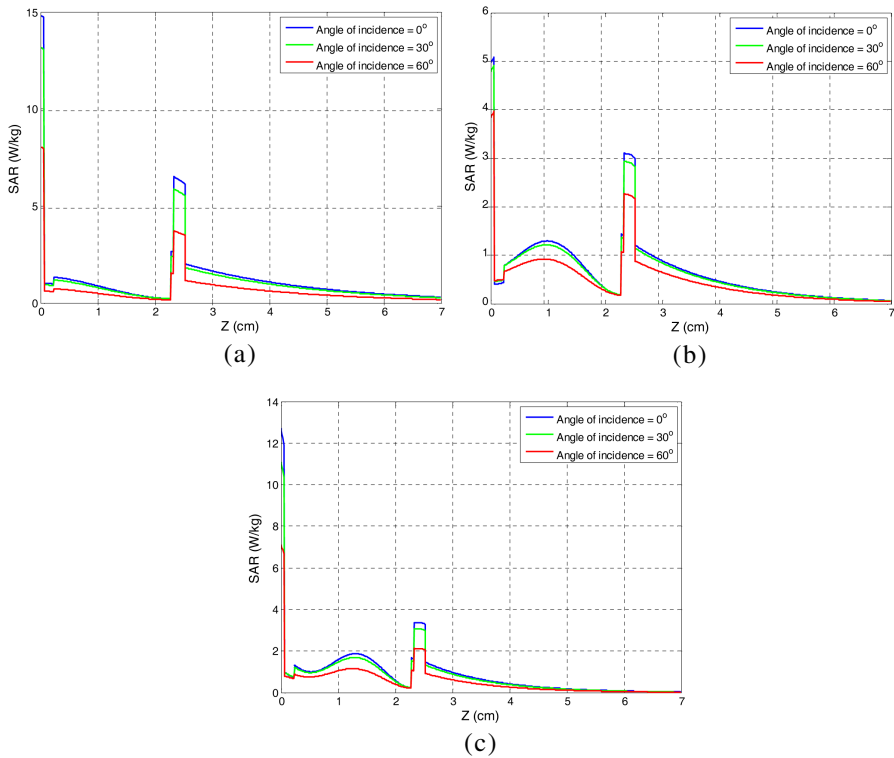 15
10
5
0
0 1 2 3 4 5 6 7
SAR (W/kg)
Z (cm)
Angle of incidence = 0°
Angle of incidence = 30°
Angle of incidence = 60°
(a)
6
5
4
3
2
1
0
0 1 2 3 4 5 6 7
SAR (W/kg)
Z (cm)
Angle of incidence = 0°
Angle of incidence = 30°
Angle of incidence = 60°
(b)
14
12
10
8
6
4
2
0
0 1 2 3 4 5 6 7
SAR (W/kg)
Z (cm)
Angle of incidence = 0°
Angle of incidence = 30°
Angle of incidence = 60°
(c)